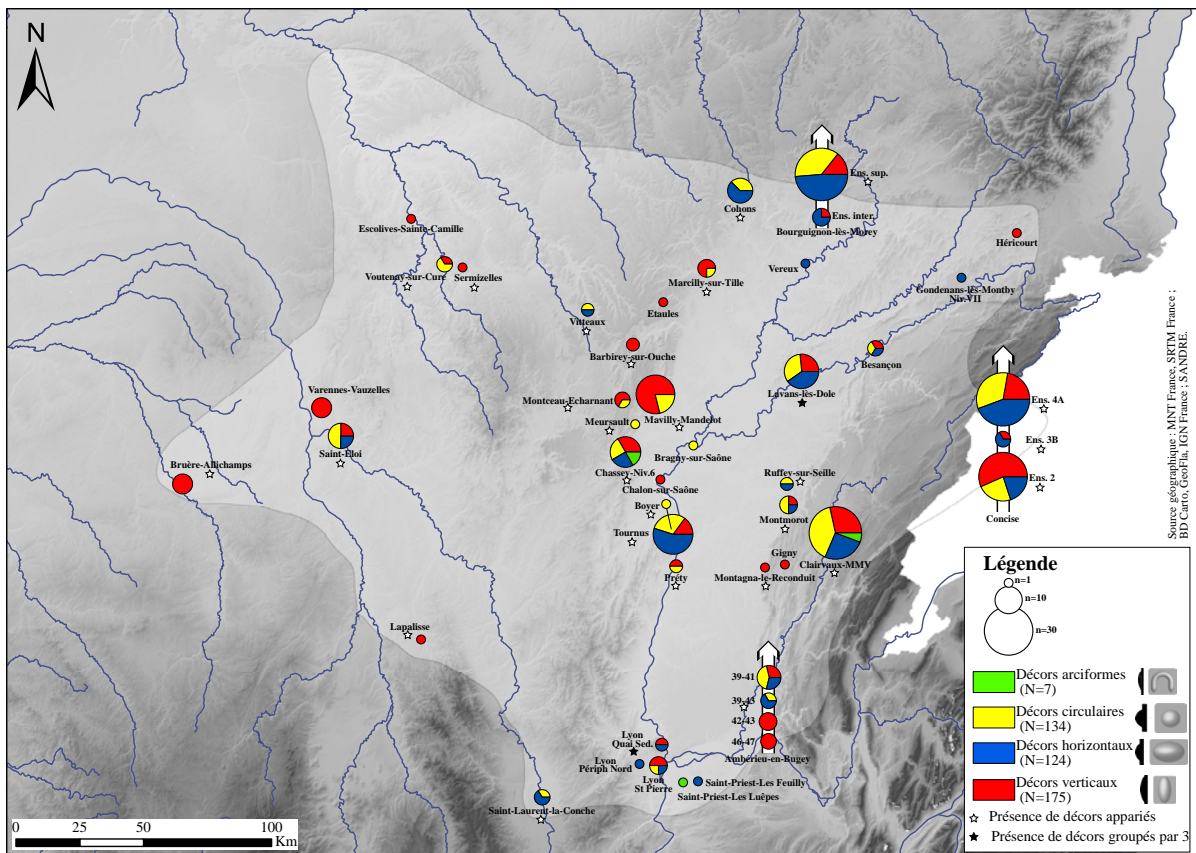 N
Ens. sup.
Cohons
Ens. inter.
Bourguignon-lès-Morey
Escolives-Sainte-Camille
Héricourt
Voutenay-sur-Cure
Sermizelles
Vereux
Marcilly-sur-Tille
Gondenans-lès-Montby
Niv.VII
Etaules
Vitteaux
Barbirey-sur-Ouche
Besançon
Varennes-Vauzelles
Lavans-lès-Dole
Montceau-Echarnant
Ens. 4A
Meursault
Mavilly-Mandelot
Saint-Eloi
Bragny-sur-Saône
Ens. 3B
Bruère-Allichamps
Chassey-Niv.6
Ruffey-sur-Seille
Ens. 2
Chalon-sur-Saône
Boyer
Montmorot
Concise
Tournus
Gigny
Clairvaux-MMV
Préty
Montagna-le-Reconduit
Lapalisse
39-41
39-43
42-43
46-47
Ambérieu-en-Bugey
Lyon
Quai Sed.
Lyon
Périph Nord
Lyon
St Pierre
Saint-Priest-Les Feuilly
Saint-Priest-Les Luêpes
Saint-Laurent-la-Conche
0 25 50 100
Km
Source géographique : MNT France, SRTM France ;
BD Carto, GeoFla, IGN France ; SANDRE.
Légende
n=1
n=10
n=30
Décors arciformes
(N=7)
Décors circulaires
(N=134)
Décors horizontaux
(N=124)
Décors verticaux
(N=175)
Présence de décors appariés
Présence de décors groupés par 3